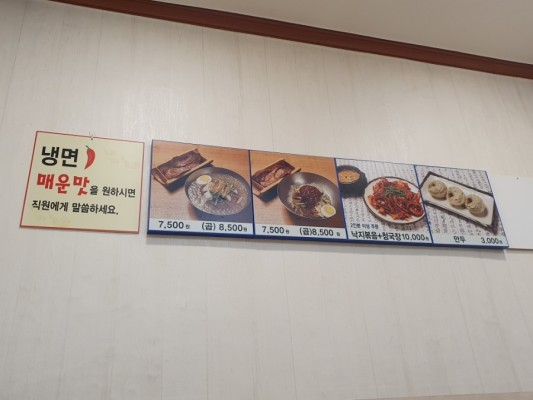 냉면
매운맛을 원하시면
직원에게 말씀하세요.
7,500원 (곱) 8,500원
7,500원 (곱) 8,500원
2인분 이상 주문
낙지볶음+청국장 10,000원
만두 3,000원